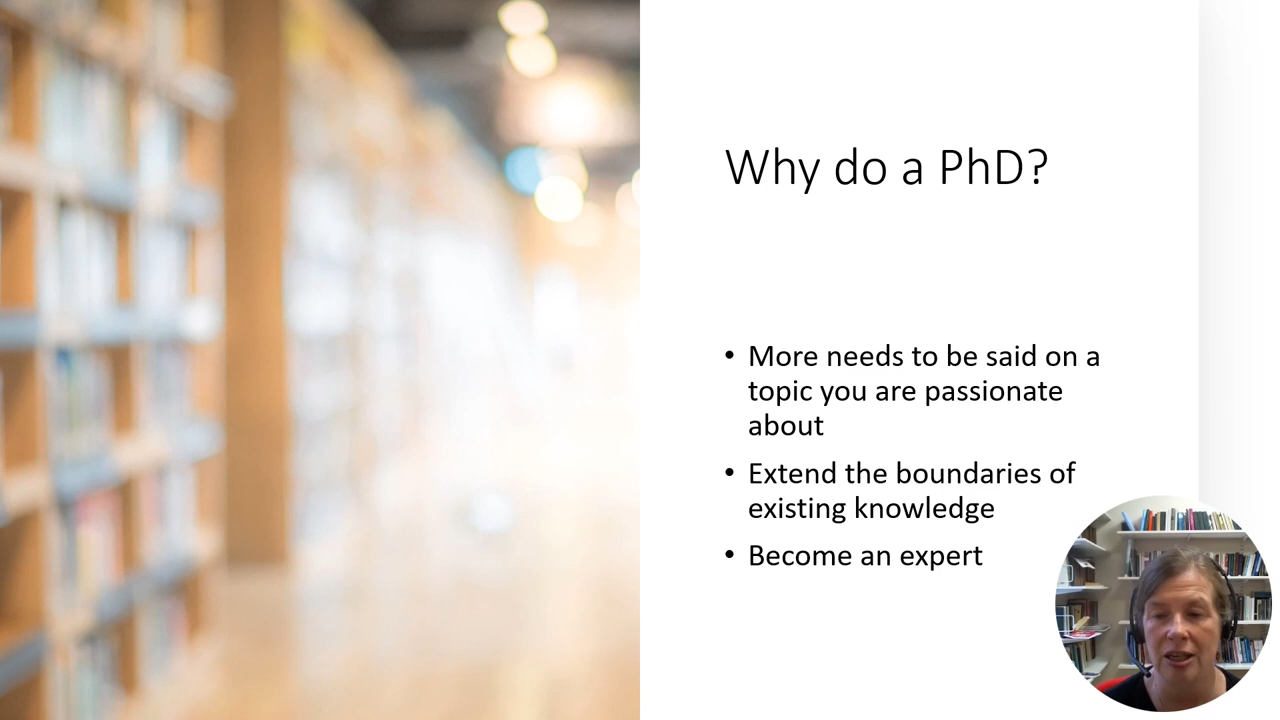 Why do a PhD?
• More needs to be said on a
topic you are passionate
about
• Extend the boundaries of
existing knowledge
• Become an expert